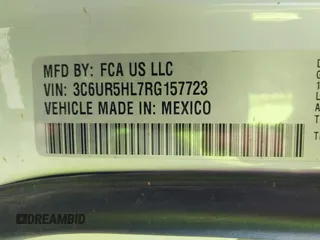 MFD BY: FCA US LLC
VIN: 3C6UR5HL7RG157723
VEHICLE MADE IN: MEXICO
DREAMBID